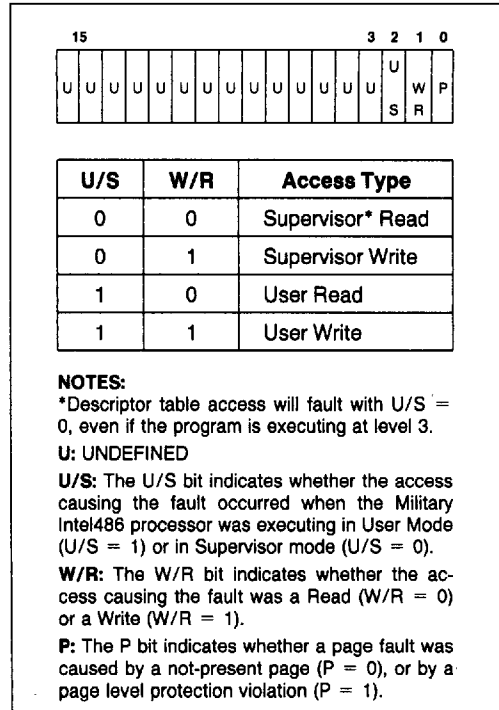 15 3 2 1 0
U U U U U U U U U U U U U U S W R P
U/S W/R Access Type
0 0 Supervisor* Read
0 1 Supervisor Write
1 0 User Read
1 1 User Write
NOTES:
*Descriptor table access will fault with U/S =
0, even if the program is executing at level 3.
U: UNDEFINED
U/S: The U/S bit indicates whether the access
causing the fault occurred when the Military
Intel486 processor was executing in User Mode
(U/S = 1) or in Supervisor mode (U/S = 0).
W/R: The W/R bit indicates whether the ac-
cess causing the fault was a Read (W/R = 0)
or a Write (W/R = 1).
P: The P bit indicates whether a page fault was
caused by a not-present page (P = 0), or by a
page level protection violation (P = 1).